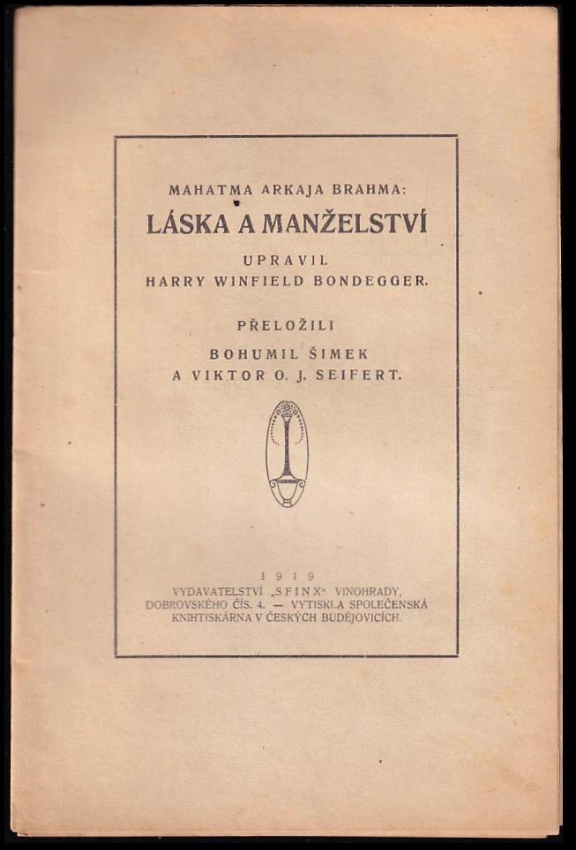 MAHATMA ARKAJA BRAHMA:
LÁSKA A MANŽELSTVÍ
UPRAVIL
HARRY WINFIELD BONDEGGER.
PŘELOŽILI
BOHUMIL ŠIMEK
A VIKTOR O. J. SEIFERT.
1919
VYDAVATELSTVÍ „SFINX“ VINOHRADY,
DOBROVSKÉHO ČÍS. 4. — VYTISKLA SPOLEČENSKÁ
KNIHTISKÁRNA V ČESKÝCH BUDĚJOVICÍCH.